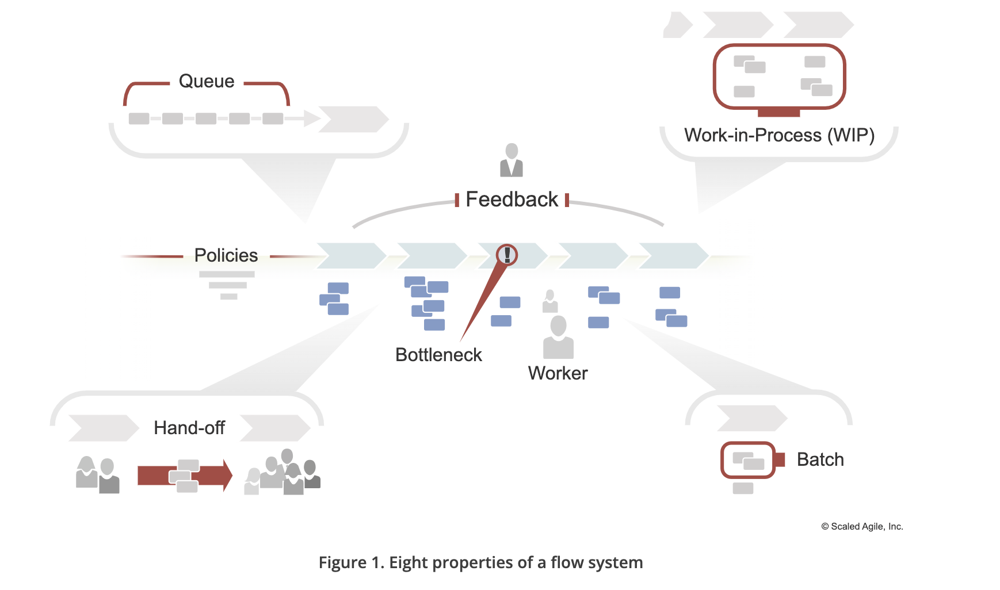 Queue
Work-in-Process (WIP)
Feedback
Policies
!
Bottleneck
Worker
Hand-off
Batch
© Scaled Agile, Inc.
Figure 1. Eight properties of a flow system